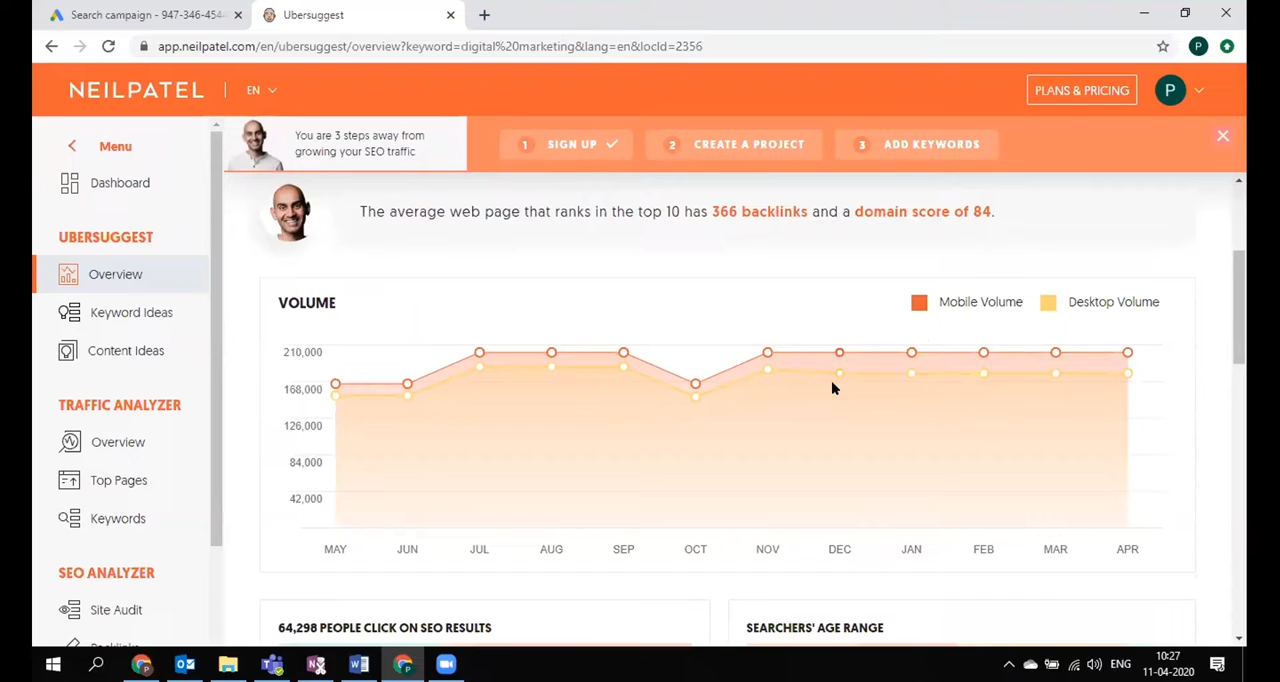 Search campaign - 947-346-454
Ubersuggest
app.neilpatel.com/en/ubersuggest/overview?keyword=digital%20marketing&lang=en&locId=2356
P
NEILPATEL
EN
PLANS & PRICING
P
Menu
You are 3 steps away from
growing your SEO traffic
1 SIGN UP
2 CREATE A PROJECT
3 ADD KEYWORDS
Dashboard
UBERSUGGEST
Overview
Keyword Ideas
Content Ideas
TRAFFIC ANALYZER
Overview
Top Pages
Keywords
SEO ANALYZER
Site Audit
Backlinks
The average web page that ranks in the top 10 has 366 backlinks and a domain score of 84.
VOLUME
Mobile Volume
Desktop Volume
210,000
168,000
126,000
84,000
42,000
MAY JUN JUL AUG SEP OCT NOV DEC JAN FEB MAR APR
64,298 PEOPLE CLICK ON SEO RESULTS
SEARCHERS' AGE RANGE
ENG
10:27
11-04-2020